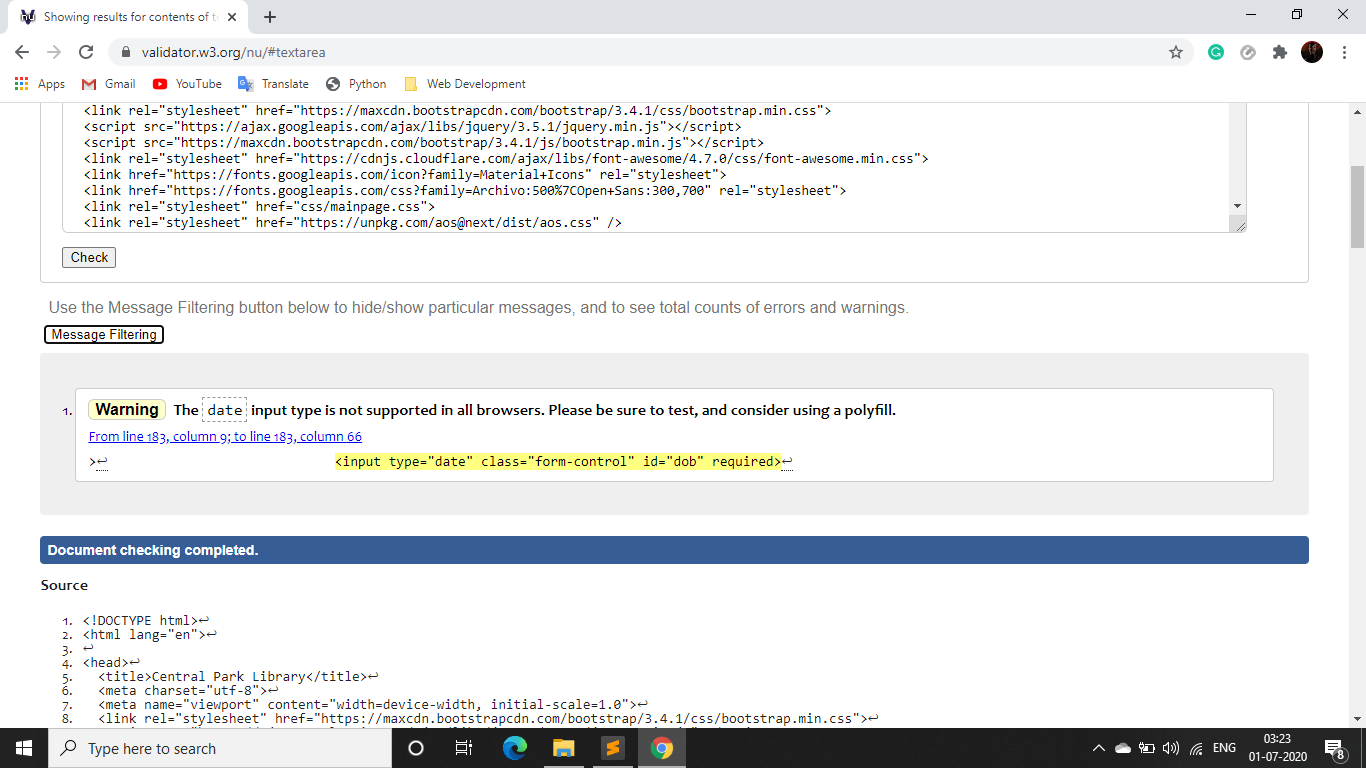 Showing results for contents of t
validator.w3.org/nu/#textarea
Apps Gmail YouTube Translate Python Web Development
<link rel="stylesheet" href="https://maxcdn.bootstrapcdn.com/bootstrap/3.4.1/css/bootstrap.min.css">
<script src="https://ajax.googleapis.com/ajax/libs/jquery/3.5.1/jquery.min.js"></script>
<script src="https://maxcdn.bootstrapcdn.com/bootstrap/3.4.1/js/bootstrap.min.js"></script>
<link rel="stylesheet" href="https://cdnjs.cloudflare.com/ajax/libs/font-awesome/4.7.0/css/font-awesome.min.css">
<link href="https://fonts.googleapis.com/icon?family=Material+Icons" rel="stylesheet">
<link href="https://fonts.googleapis.com/css?family=Archivo:500%7COpen+Sans:300,700" rel="stylesheet">
<link rel="stylesheet" href="css/mainpage.css">
<link rel="stylesheet" href="https://unpkg.com/aos@next/dist/aos.css" />
Check
Use the Message Filtering button below to hide/show particular messages, and to see total counts of errors and warnings.
Message Filtering
1. Warning The date input type is not supported in all browsers. Please be sure to test, and consider using a polyfill.
From line 183, column 9; to line 183, column 66
>↩ <input type="date" class="form-control" id="dob" required>↩
Document checking completed.
Source
1. <!DOCTYPE html>↩
2. <html lang="en">↩
3. ↩
4. <head>↩
5. <title>Central Park Library</title>↩
6. <meta charset="utf-8">↩
7. <meta name="viewport" content="width=device-width, initial-scale=1.0">↩
8. <link rel="stylesheet" href="https://maxcdn.bootstrapcdn.com/bootstrap/3.4.1/css/bootstrap.min.css">↩
Type here to search
ENG
03:23
01-07-2020
8